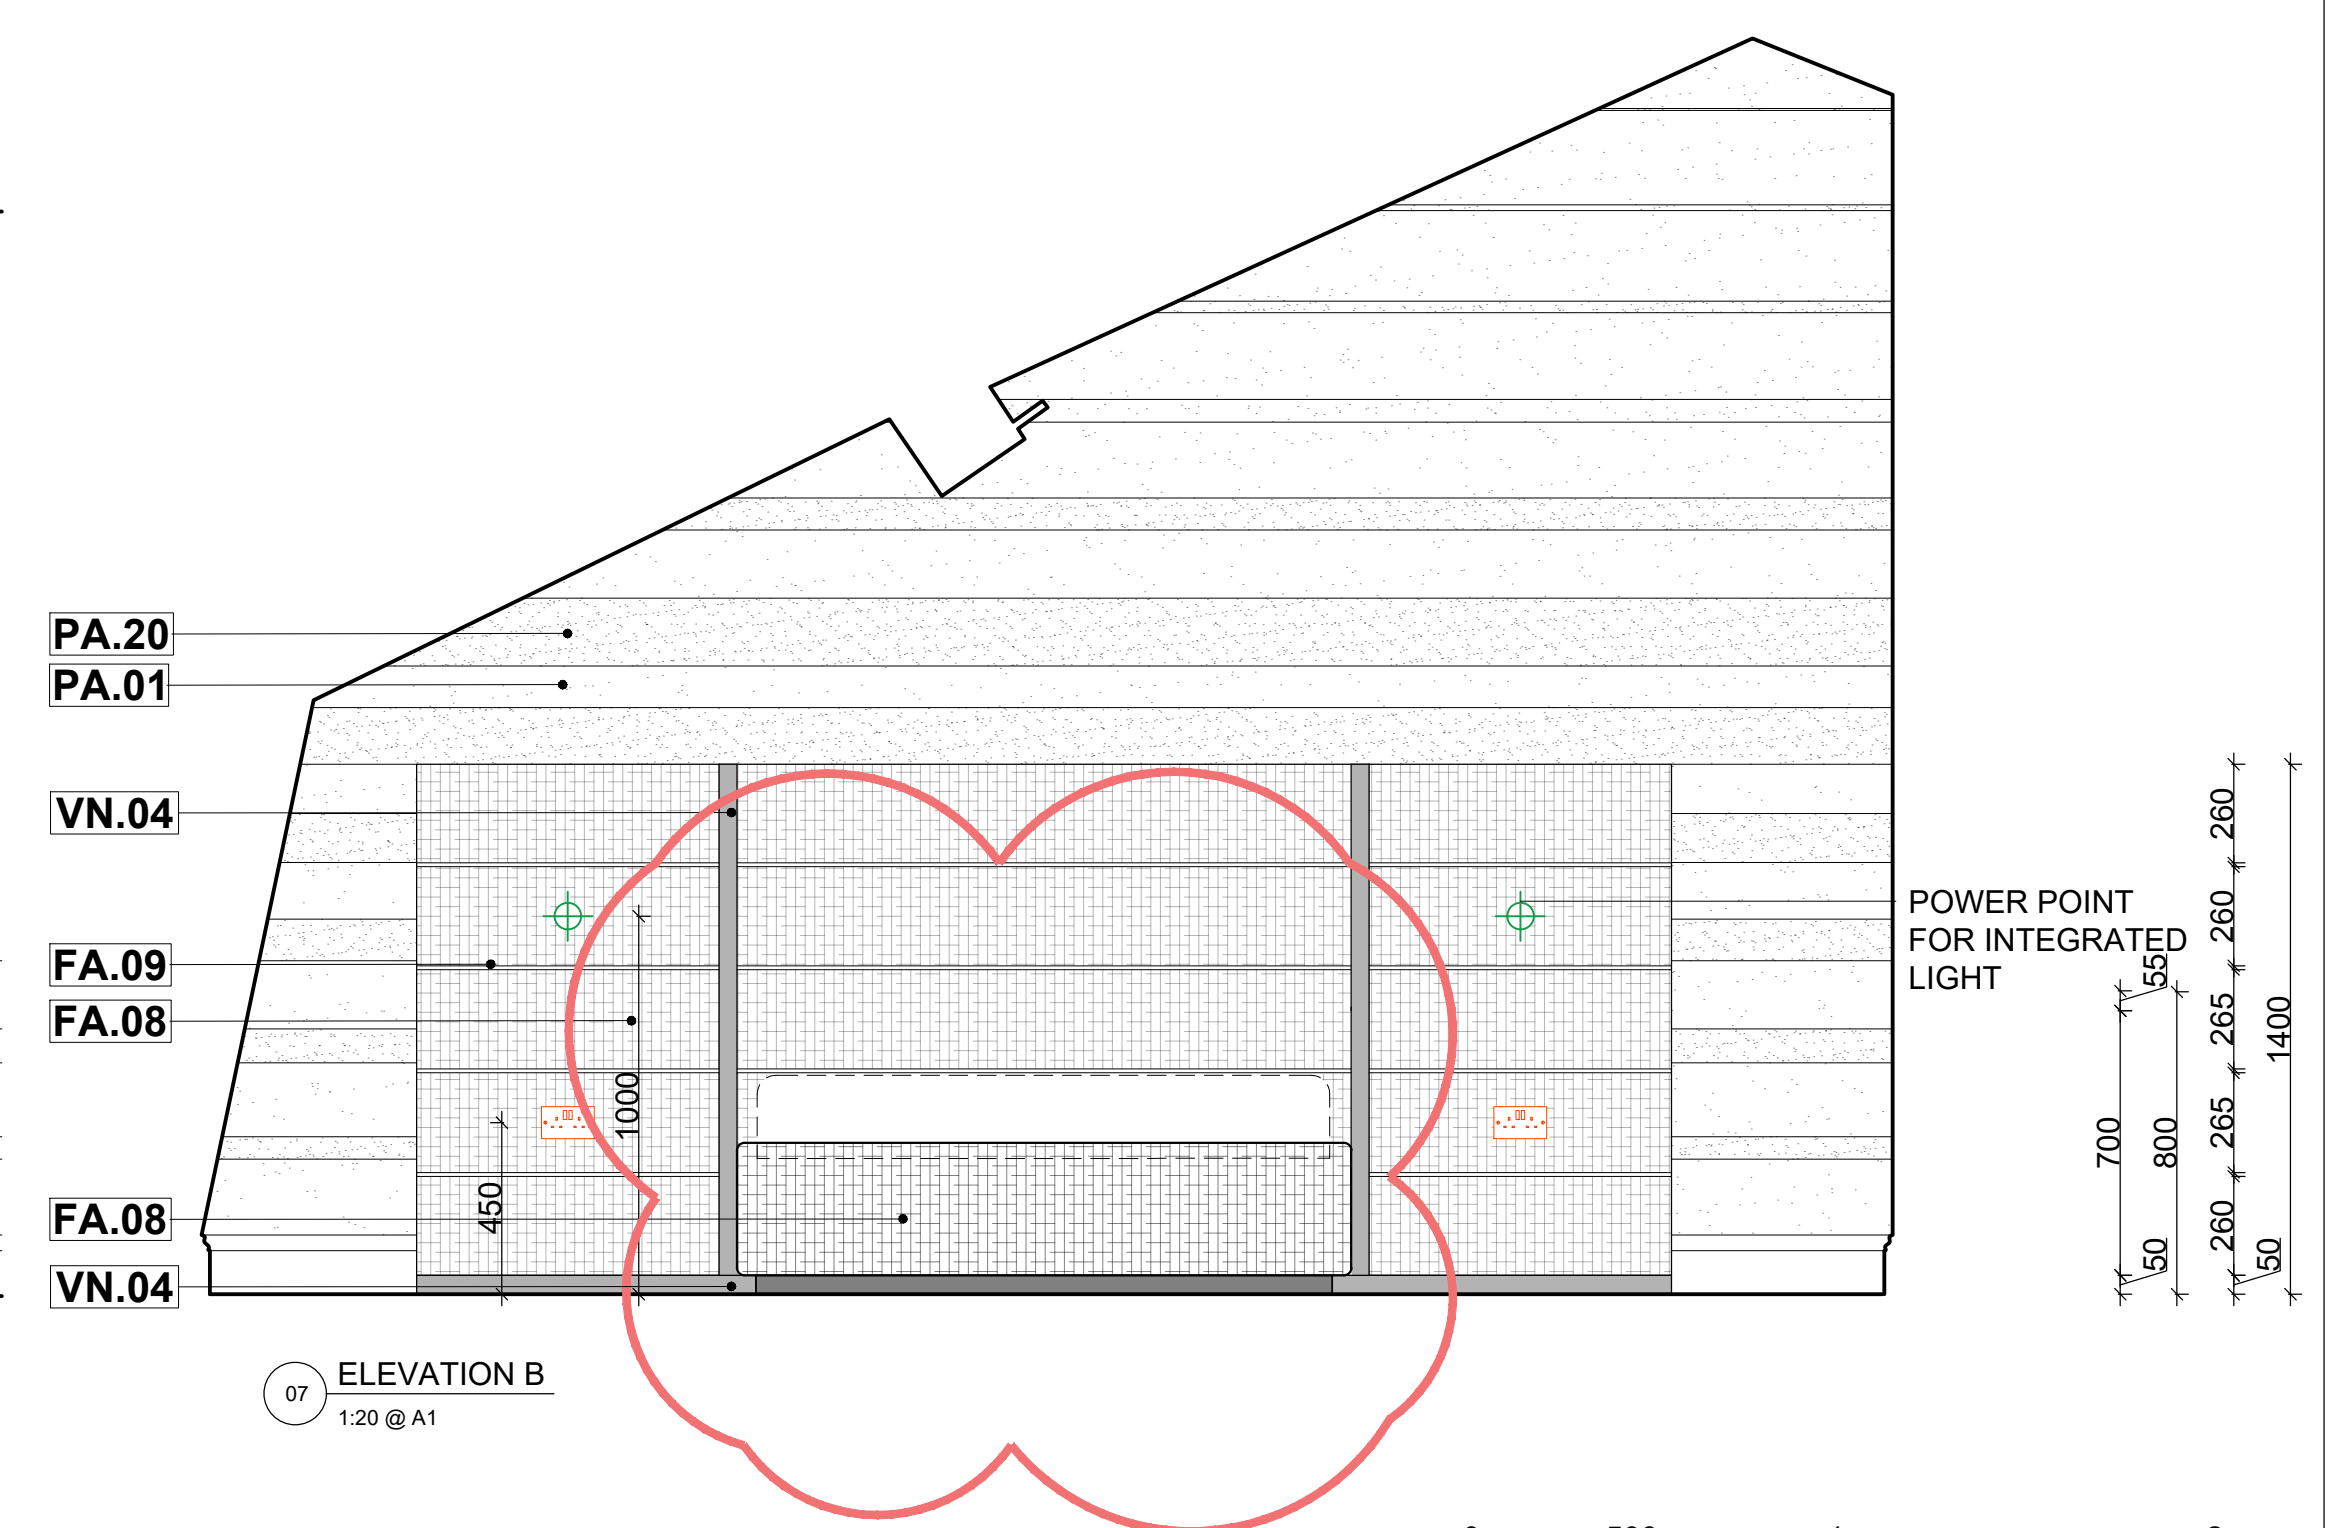 PA.20
PA.01
VN.04
FA.09
FA.08
FA.08
VN.04
450
1000
POWER POINT
FOR INTEGRATED
LIGHT
55
700
800
50
260
260
265
265
260
1400
50
07
ELEVATION B
1:20 @ A1